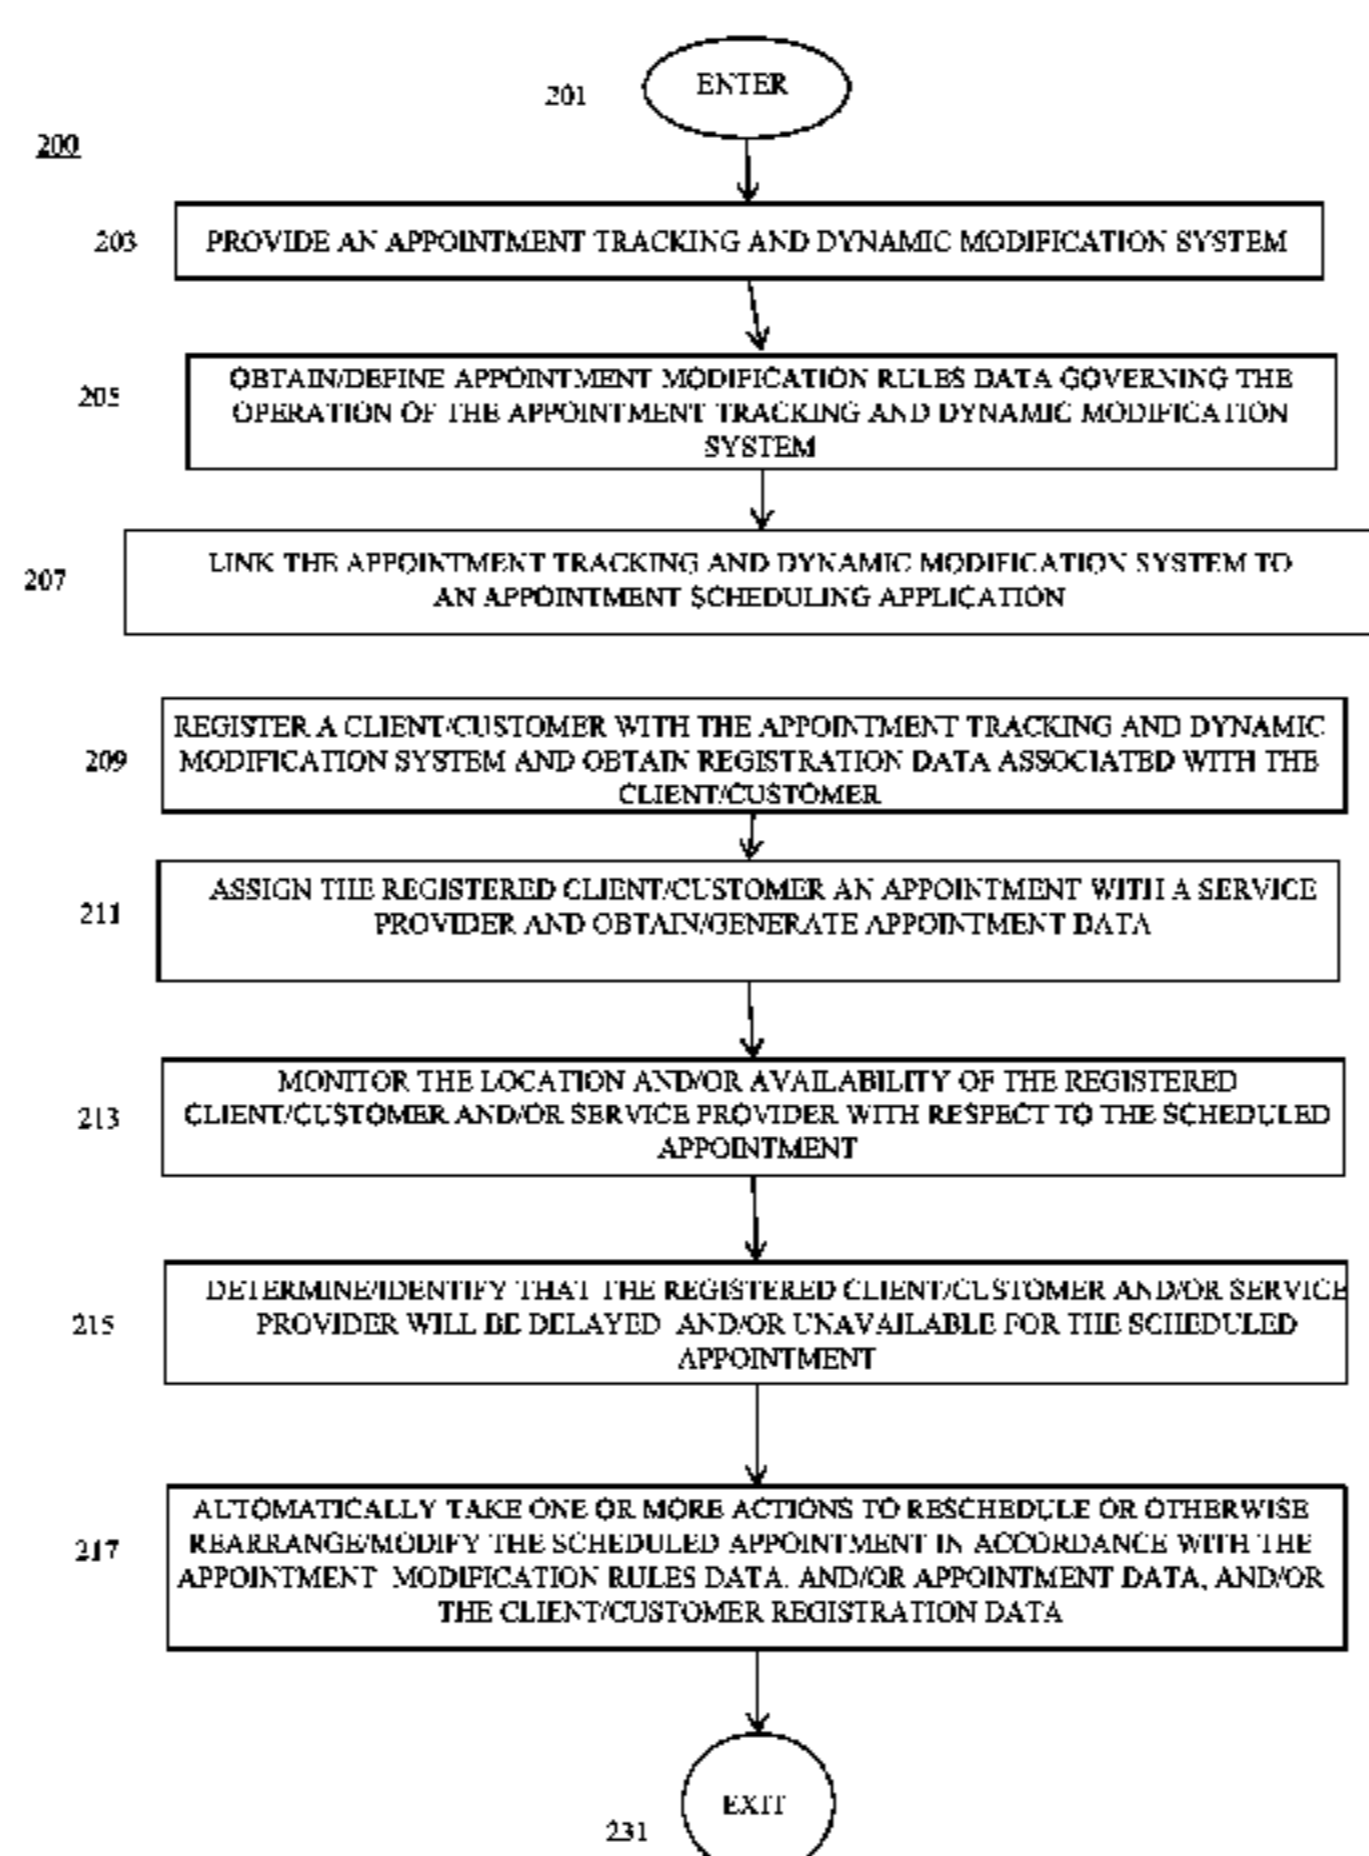 201
ENTER
200
203
PROVIDE AN APPOINTMENT TRACKING AND DYNAMIC MODIFICATION SYSTEM
205
OBTAIN/DEFINE APPOINTMENT MODIFICATION RULES DATA GOVERNING THE
OPERATION OF THE APPOINTMENT TRACKING AND DYNAMIC MODIFICATION
SYSTEM
207
LINK THE APPOINTMENT TRACKING AND DYNAMIC MODIFICATION SYSTEM TO
AN APPOINTMENT SCHEDULING APPLICATION
209
REGISTER A CLIENT/CUSTOMER WITH THE APPOINTMENT TRACKING AND DYNAMIC
MODIFICATION SYSTEM AND OBTAIN REGISTRATION DATA ASSOCIATED WITH THE
CLIENT/CUSTOMER
211
ASSIGN THE REGISTERED CLIENT/CUSTOMER AN APPOINTMENT WITH A SERVICE
PROVIDER AND OBTAIN/GENERATE APPOINTMENT DATA
213
MONITOR THE LOCATION AND/OR AVAILABILITY OF THE REGISTERED
CLIENT/CUSTOMER AND/OR SERVICE PROVIDER WITH RESPECT TO THE SCHEDULED
APPOINTMENT
215
DETERMINE/IDENTIFY THAT THE REGISTERED CLIENT/CUSTOMER AND/OR SERVICE
PROVIDER WILL BE DELAYED AND/OR UNAVAILABLE FOR THE SCHEDULED
APPOINTMENT
217
AUTOMATICALLY TAKE ONE OR MORE ACTIONS TO RESCHEDULE OR OTHERWISE
REARRANGE/MODIFY THE SCHEDULED APPOINTMENT IN ACCORDANCE WITH THE
APPOINTMENT MODIFICATION RULES DATA, AND/OR APPOINTMENT DATA, AND/OR
THE CLIENT/CUSTOMER REGISTRATION DATA
EXIT
231